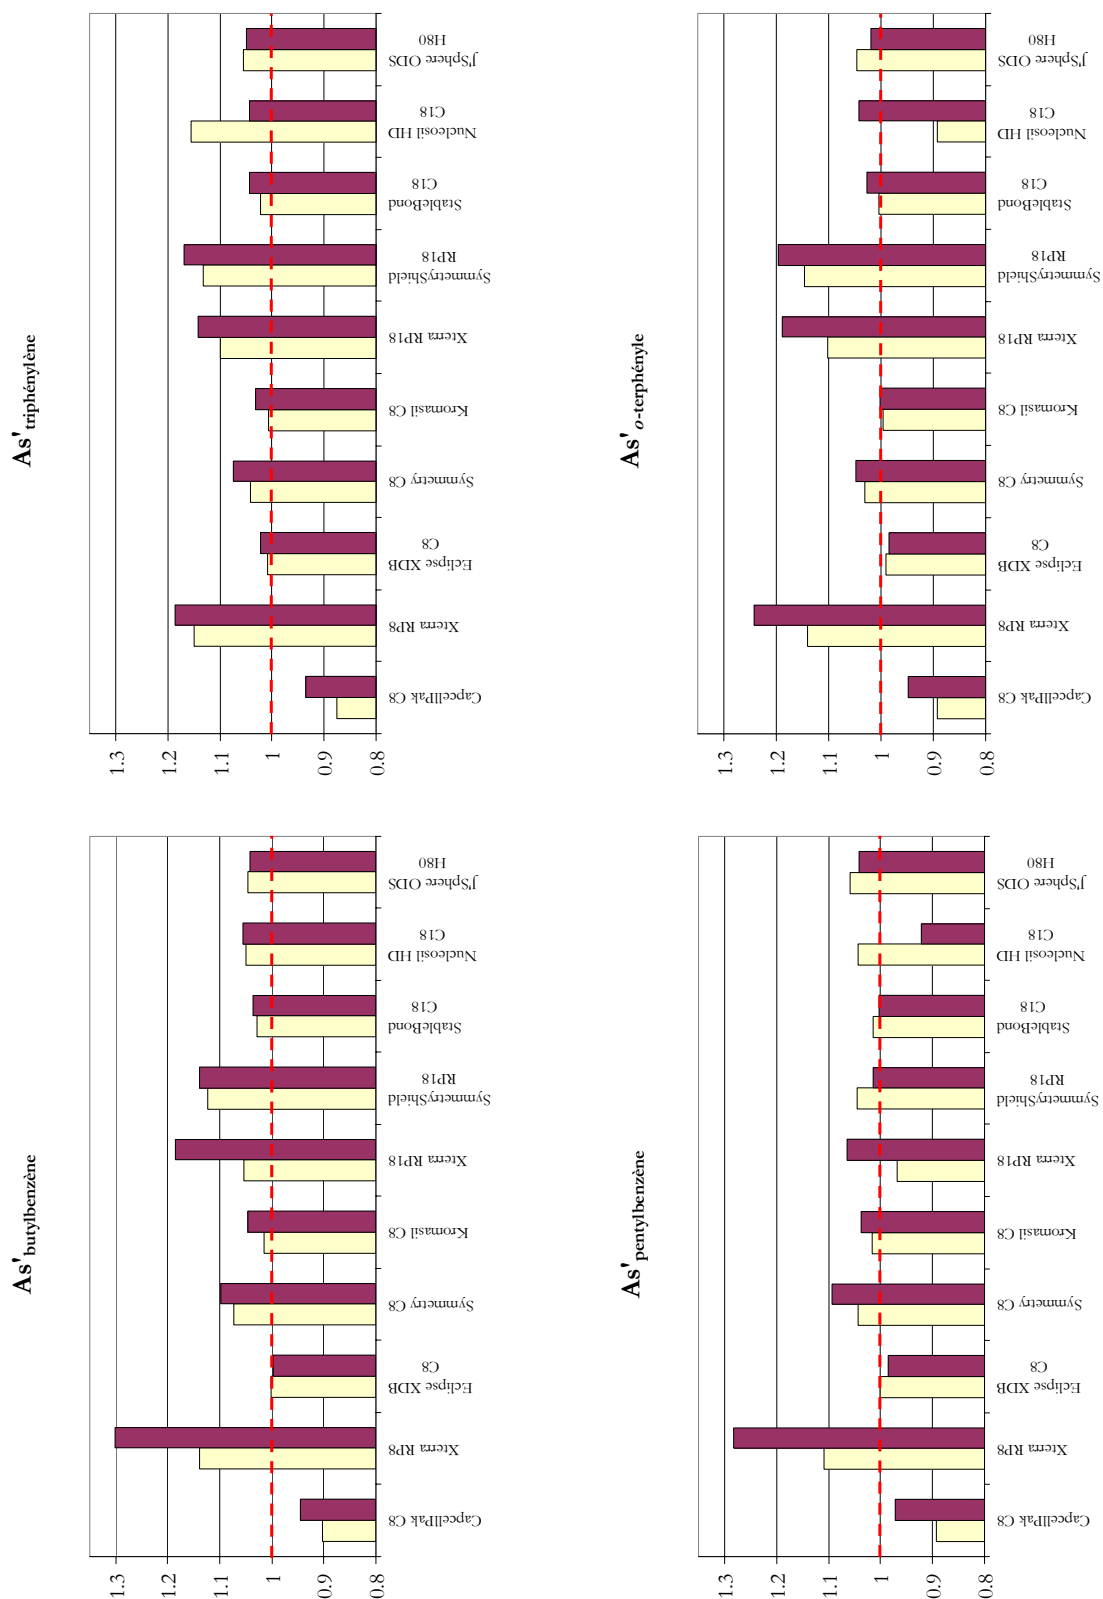 As'butylbenzène
1.3
1.2
1.1
1
0.9
0.8
CapcellPak C8
Xterra RP8
Eclipse XDB
C8
Symmetry C8
Kromasil C8
Xterra RP18
SymmetryShield
RP18
StableBond
C18
Nucleosil HD
C18
J'Sphere ODS
H80
As'triphénylène
1.3
1.2
1.1
1
0.9
0.8
CapcellPak C8
Xterra RP8
Eclipse XDB
C8
Symmetry C8
Kromasil C8
Xterra RP18
SymmetryShield
RP18
StableBond
C18
Nucleosil HD
C18
J'Sphere ODS
H80
As'pentylbenzène
1.3
1.2
1.1
1
0.9
0.8
CapcellPak C8
Xterra RP8
Eclipse XDB
C8
Symmetry C8
Kromasil C8
Xterra RP18
SymmetryShield
RP18
StableBond
C18
Nucleosil HD
C18
J'Sphere ODS
H80
As'o-terphényle
1.3
1.2
1.1
1
0.9
0.8
CapcellPak C8
Xterra RP8
Eclipse XDB
C8
Symmetry C8
Kromasil C8
Xterra RP18
SymmetryShield
RP18
StableBond
C18
Nucleosil HD
C18
J'Sphere ODS
H80